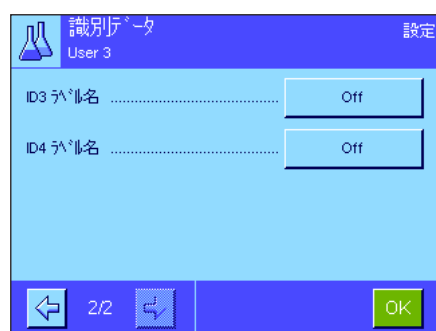 識別ﾃﾞｰﾀ 設定
User 3
ID3 ﾗﾍﾞﾙ名 ........................................ Off
ID4 ﾗﾍﾞﾙ名 ........................................ Off
2/2 OK